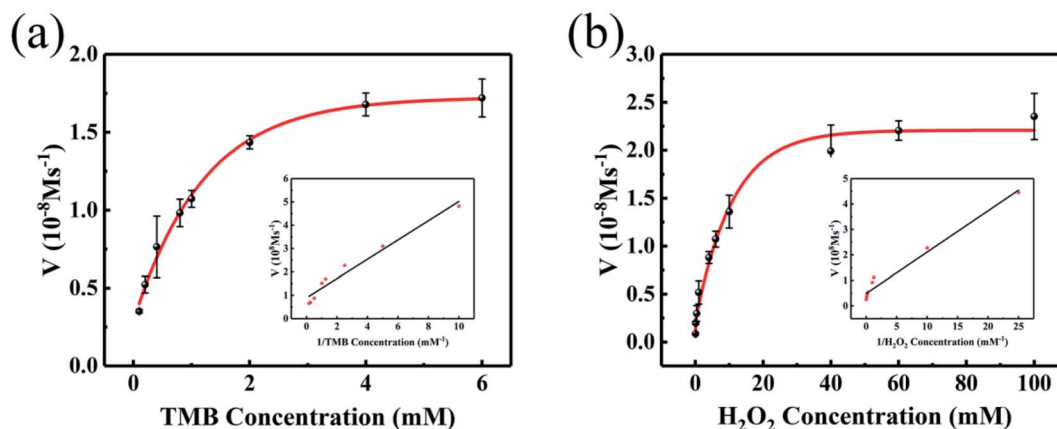 (a)
2.0
1.5
1.0
0.5
0.0
V (10⁻⁸Ms⁻¹)
0 2 4 6
TMB Concentration (mM)
6
5
4
3
2
1
0
V (10⁸Ms⁻¹)
0 2 4 6 8 10
1/TMB Concentration (mM⁻¹)
(b)
3.0
2.5
2.0
1.5
1.0
0.5
0.0
V (10⁻⁸Ms⁻¹)
0 20 40 60 80 100
H₂O₂ Concentration (mM)
5
4
3
2
1
0
V (10⁸Ms⁻¹)
0 5 10 15 20 25
1/H₂O₂ Concentration (mM⁻¹)